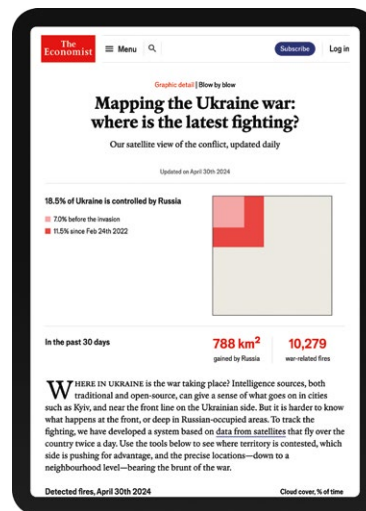 The
Economist
Menu
Subscribe
Log in
Graphic detail | Blow by blow
Mapping the Ukraine war:
where is the latest fighting?
Our satellite view of the conflict, updated daily
Updated on April 30th 2024
18.5% of Ukraine is controlled by Russia
7.0% before the invasion
11.5% since Feb 24th 2022
In the past 30 days
788 km²
gained by Russia
10,279
war-related fires
WHERE IN UKRAINE is the war taking place? Intelligence sources, both
traditional and open-source, can give a sense of what goes on in cities
such as Kyiv, and near the front line on the Ukrainian side. But it is harder to know
what happens at the front, or deep in Russian-occupied areas. To track the
fighting, we have developed a system based on data from satellites that fly over the
country twice a day. Use the tools below to see where territory is contested, which
side is pushing for advantage, and the precise locations—down to a
neighbourhood level—bearing the brunt of the war.
Detected fires, April 30th 2024
Cloud cover, % of time